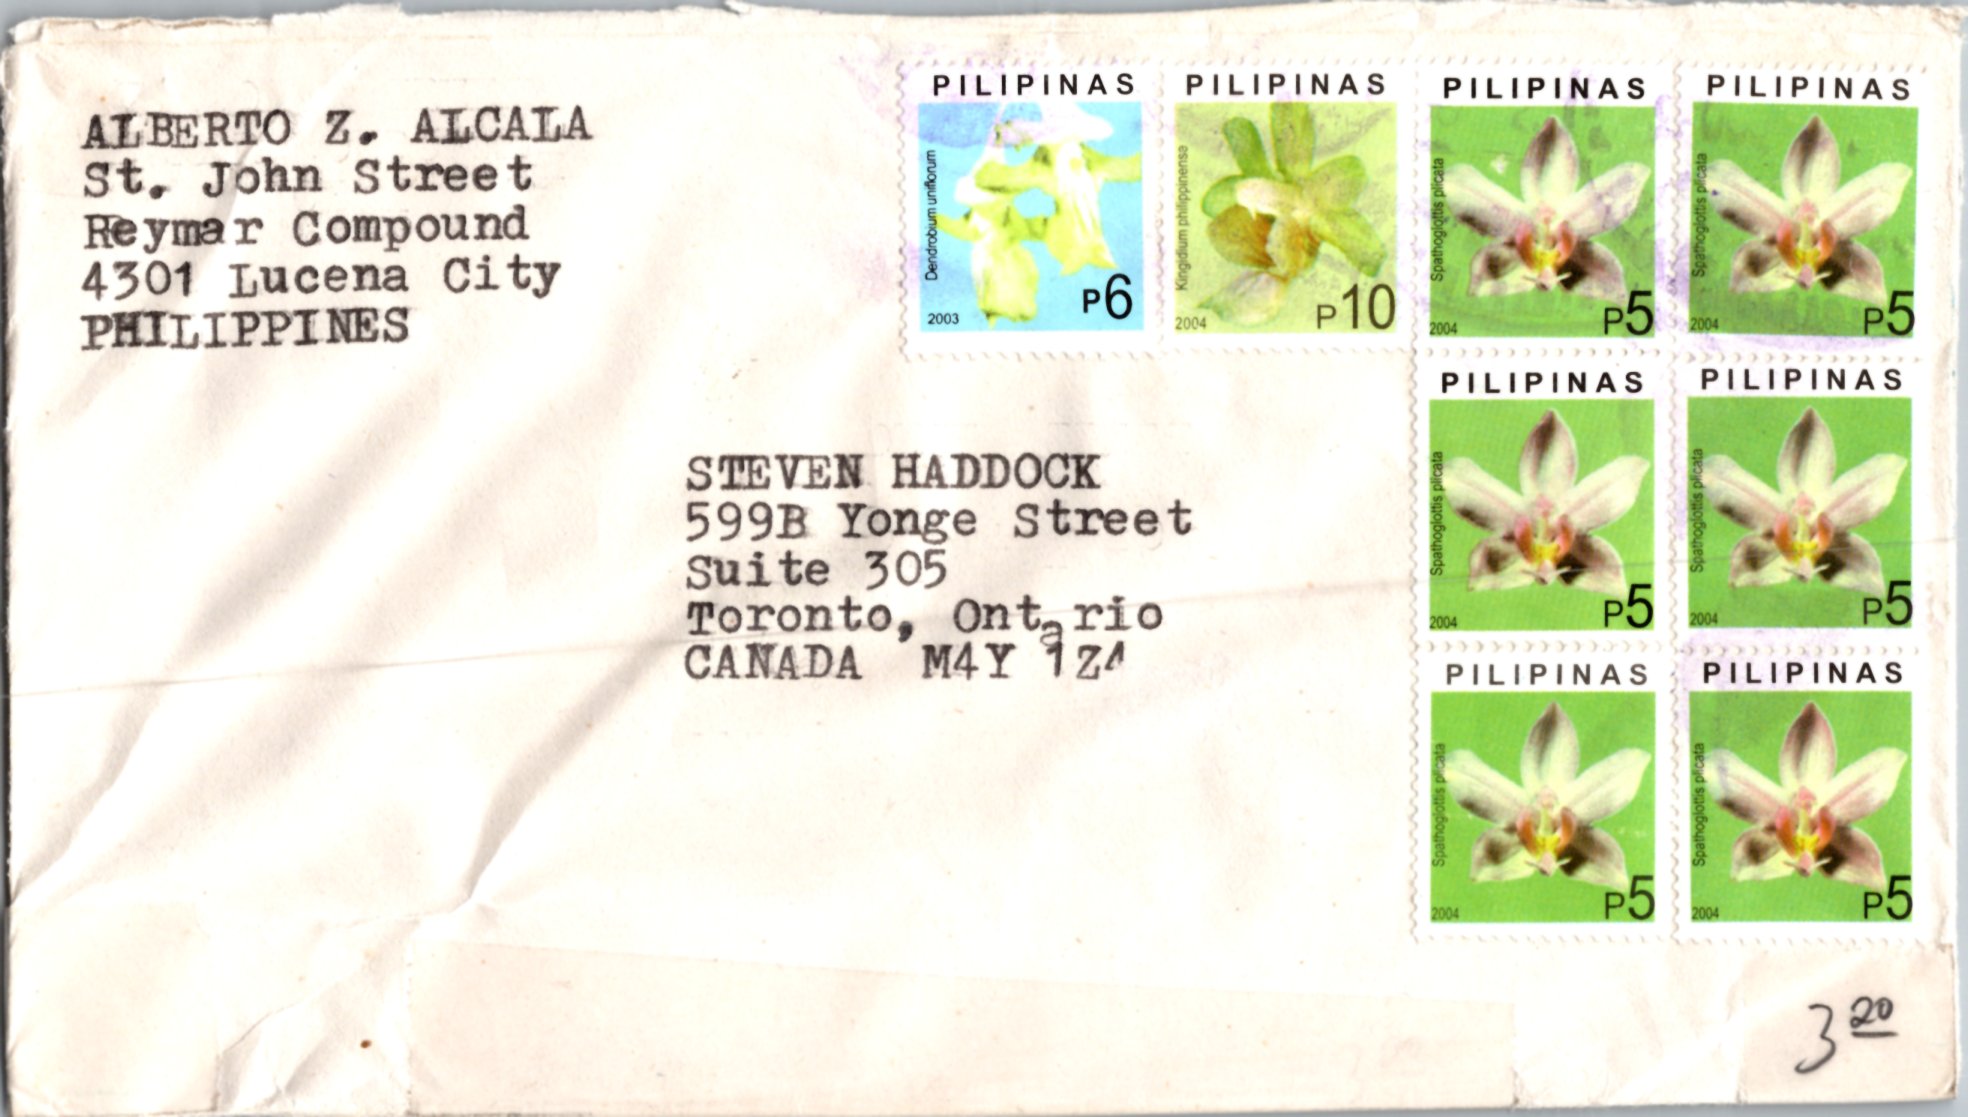 ALBERTO Z. ALCALA
St. John Street
Reymar Compound
4301 Lucena City
PHILIPPINES
STEVEN HADDOCK
599B Yonge Street
Suite 305
Toronto, Ontario
CANADA M4Y 1Z4
PILIPINAS
Dendrobium uniflorum
2003
P6
PILIPINAS
Kingidium philippinense
2004
P10
PILIPINAS
Spathoglottis plicata
2004
P5
PILIPINAS
Spathoglottis plicata
2004
P5
PILIPINAS
Spathoglottis plicata
2004
P5
PILIPINAS
Spathoglottis plicata
2004
P5
PILIPINAS
Spathoglottis plicata
2004
P5
PILIPINAS
Spathoglottis plicata
2004
P5
3 20